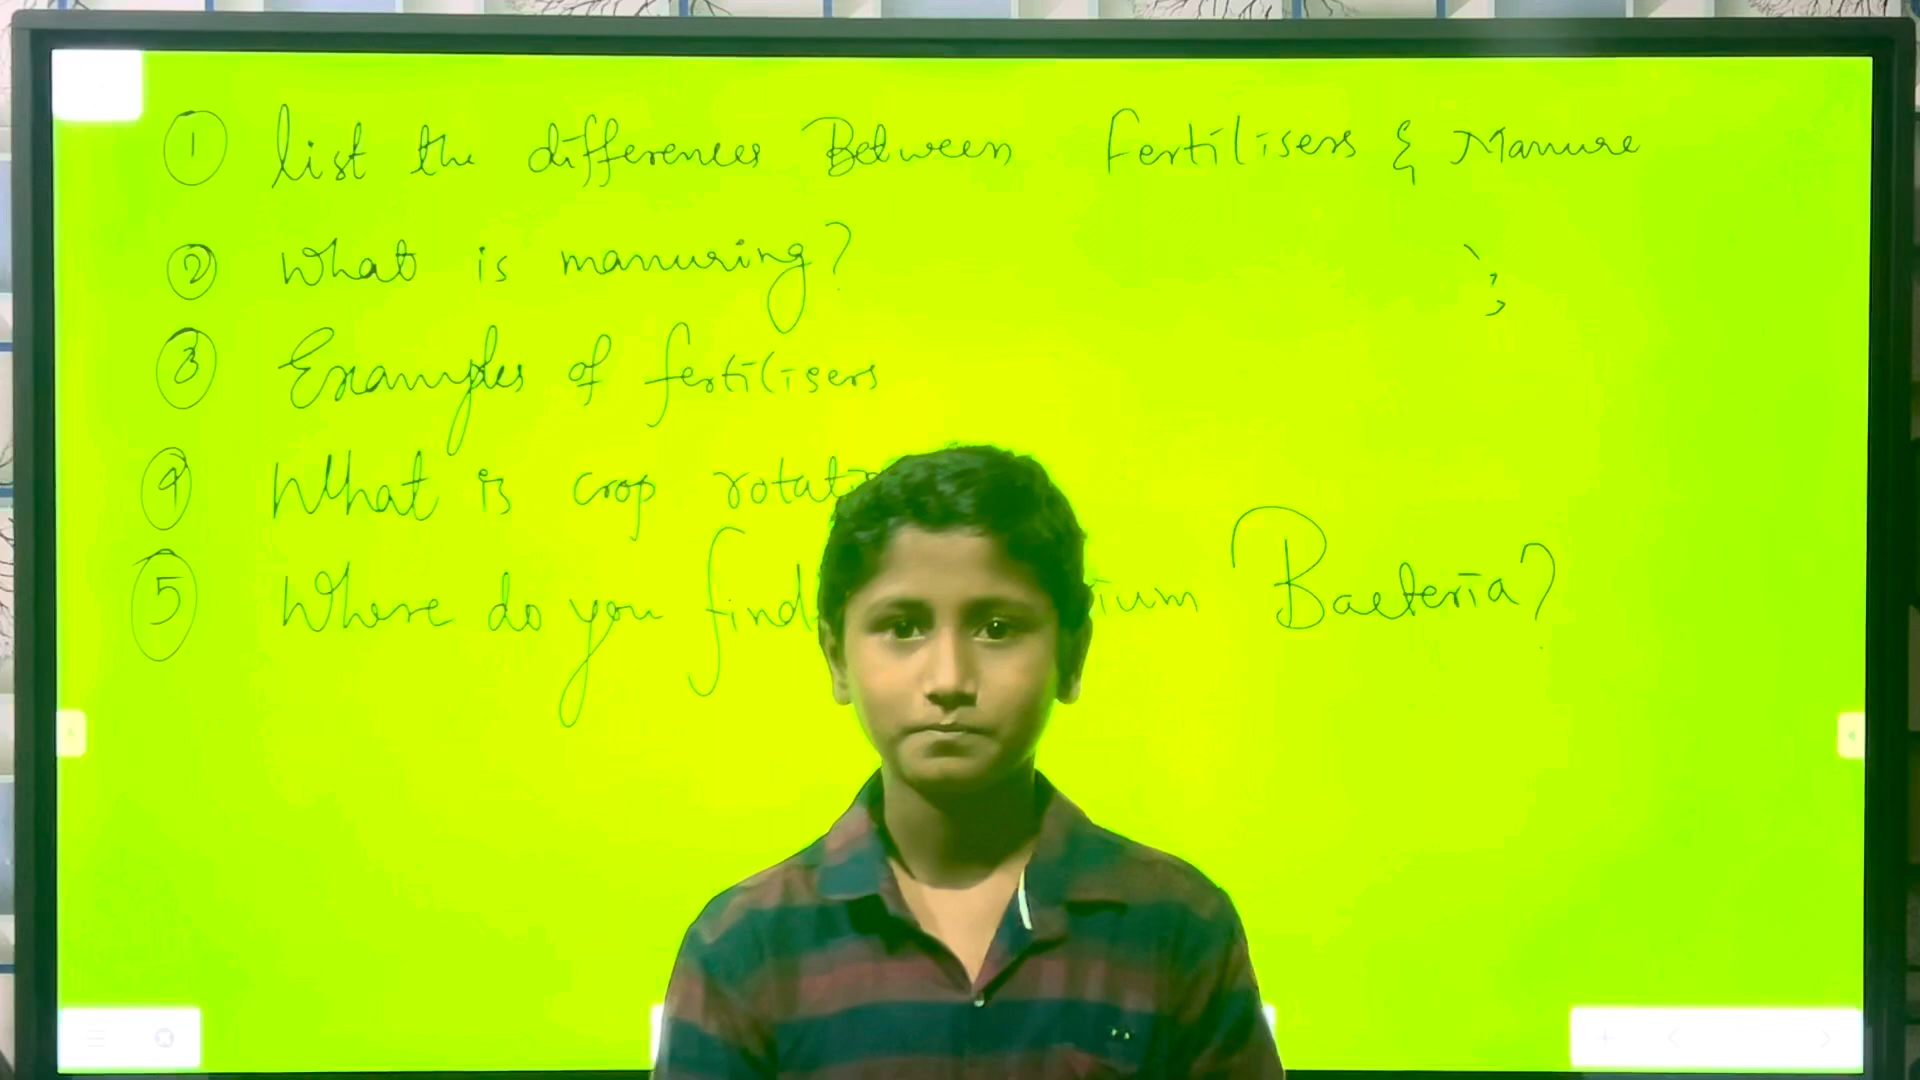 1 List the differences Between Fertilisers & Manure
2 What is manuring?
3 Examples of fertilisers
4 What is crop
5 Where do you find Bacteria?